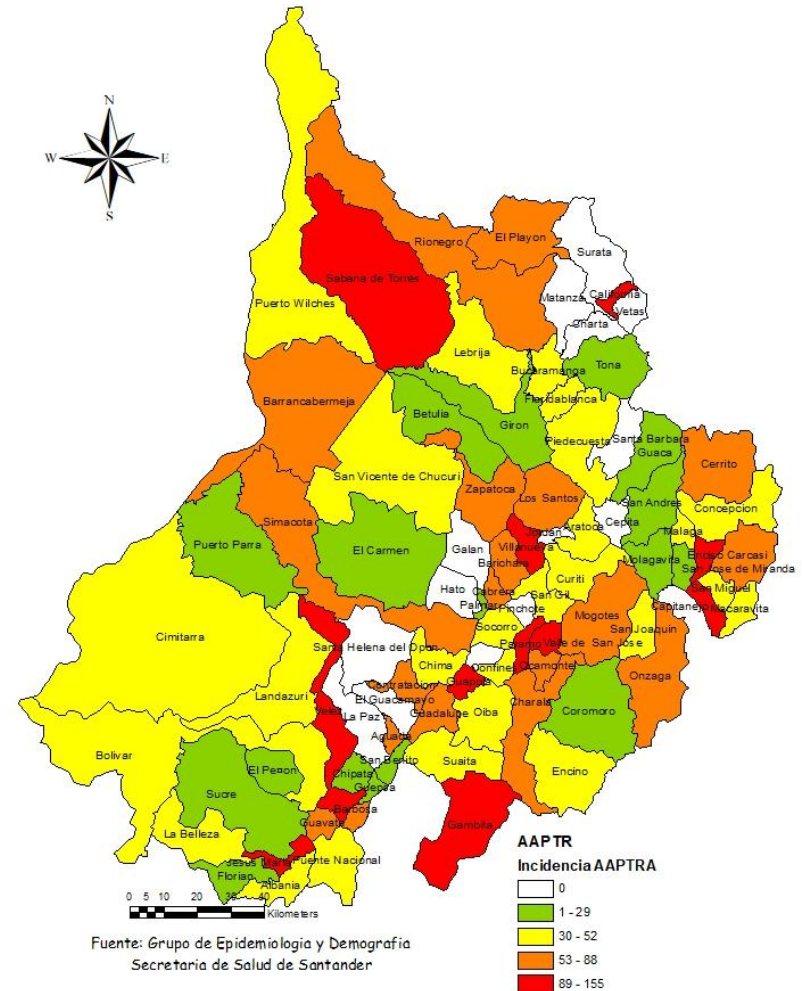 N
W
E
S
El Playon
Rionegro
Surata
Sabana de Torres
California
Matanza
Vetas
Puerto Wilches
Charta
Lebrija
Tona
Bucaramanga
Floridablanca
Barrancabermeja
Betulia
Giron
Piedecuesta
Santa Barbara
Guaca
Cerrito
San Vicente de Chucuri
Zapatoca
Los Santos
San Andres
Concepcion
Simacota
Jordan
Aratoca
Cepita
Malaga
Puerto Parra
El Carmen
Galan
Villanueva
Enciso
Carcasi
Barichara
Molagavita
San Jose de Miranda
Curiti
Hato
Cabrera
San Gil
San Miguel
Palmar
Pinchote
Capitanejo
Macaravita
Mogotes
Socorro
San Joaquin
Cimitarra
Santa Helena del Opon
Paramo
Valle de San Jose
Chima
Confines
Ocamonte
Onzaga
Guapota
Contratacion
Landazuri
El Guacamayo
Charala
Velez
La Paz
Guadalupe
Oiba
Coromoro
Aguada
Bolivar
San Benito
Suaita
El Penon
Chipata
Encino
Guepsa
Sucre
Barbosa
Guavata
Gambita
La Belleza
Jesus Maria
Puente Nacional
Florian
Albania
AAPTR
Incidencia AAPTRA
0
1 - 29
30 - 52
53 - 88
89 - 155
0 5 10 20 30 40
Kilometers
Fuente: Grupo de Epidemiologia y Demografia
Secretaria de Salud de Santander